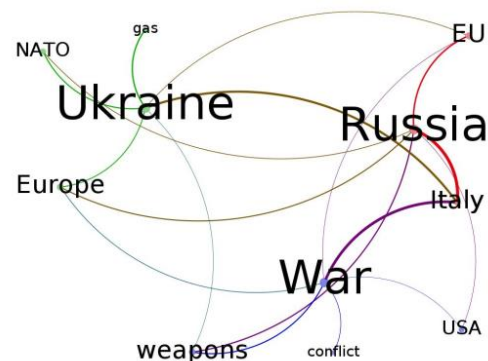 gas
EU
NATO
Ukraine
Russia
Europe
Italy
War
USA
weapons
conflict